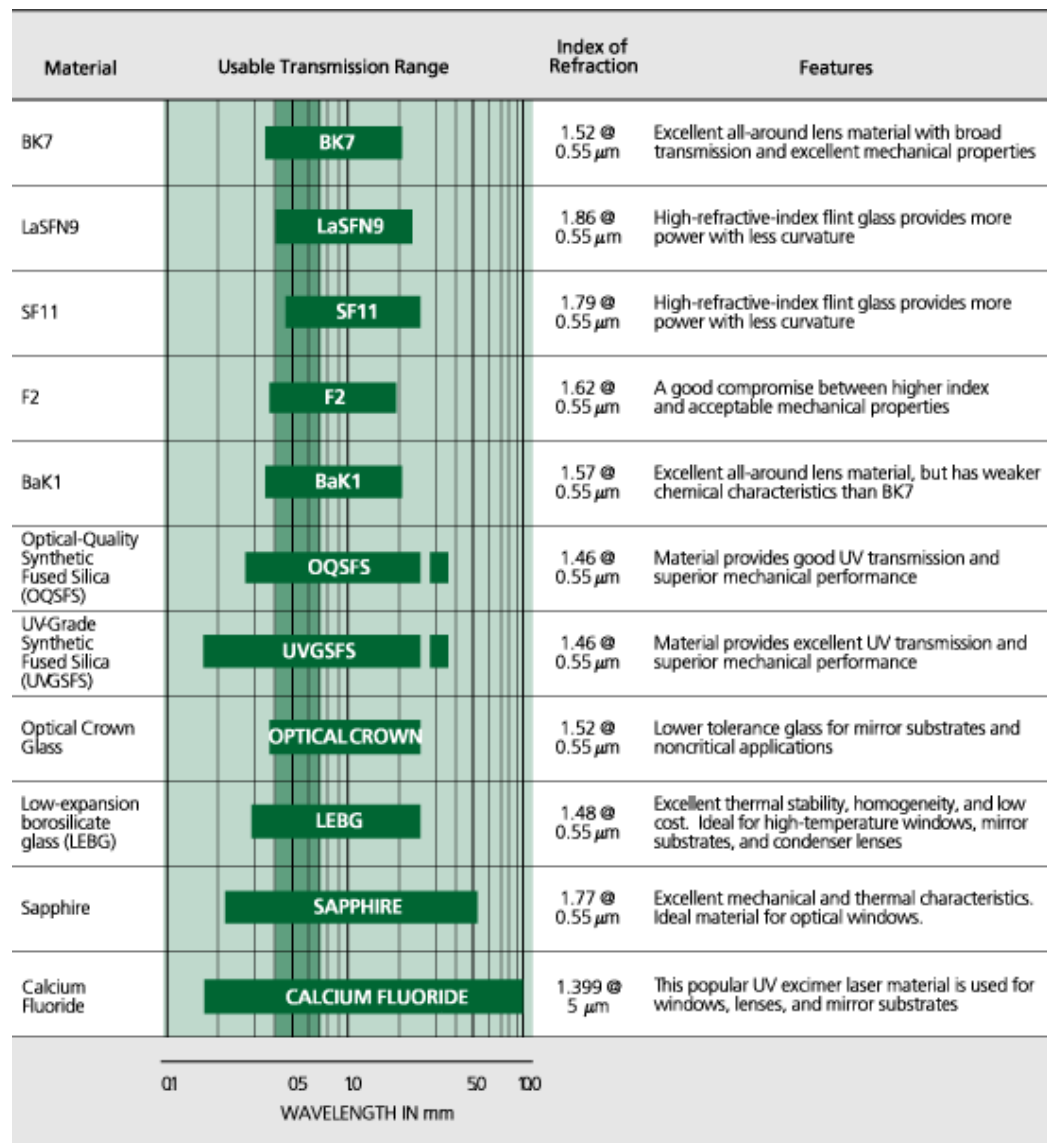 Material
Usable Transmission Range
Index of
Refraction
Features
BK7
BK7
1.52 @
0.55 μm
Excellent all-around lens material with broad
transmission and excellent mechanical properties
LaSFN9
LaSFN9
1.86 @
0.55 μm
High-refractive-index flint glass provides more
power with less curvature
SF11
SF11
1.79 @
0.55 μm
High-refractive-index flint glass provides more
power with less curvature
F2
F2
1.62 @
0.55 μm
A good compromise between higher index
and acceptable mechanical properties
BaK1
BaK1
1.57 @
0.55 μm
Excellent all-around lens material, but has weaker
chemical characteristics than BK7
Optical-Quality
Synthetic
Fused Silica
(OQSFS)
OQSFS
1.46 @
0.55 μm
Material provides good UV transmission and
superior mechanical performance
UV-Grade
Synthetic
Fused Silica
(UVGSFS)
UVGSFS
1.46 @
0.55 μm
Material provides excellent UV transmission and
superior mechanical performance
Optical Crown
Glass
OPTICAL CROWN
1.52 @
0.55 μm
Lower tolerance glass for mirror substrates and
noncritical applications
Low-expansion
borosilicate
glass (LEBG)
LEBG
1.48 @
0.55 μm
Excellent thermal stability, homogeneity, and low
cost. Ideal for high-temperature windows, mirror
substrates, and condenser lenses
Sapphire
SAPPHIRE
1.77 @
0.55 μm
Excellent mechanical and thermal characteristics.
Ideal material for optical windows.
Calcium
Fluoride
CALCIUM FLUORIDE
1.399 @
5 μm
This popular UV excimer laser material is used for
windows, lenses, and mirror substrates
0.1 0.5 1.0 5.0 10.0
WAVELENGTH IN mm